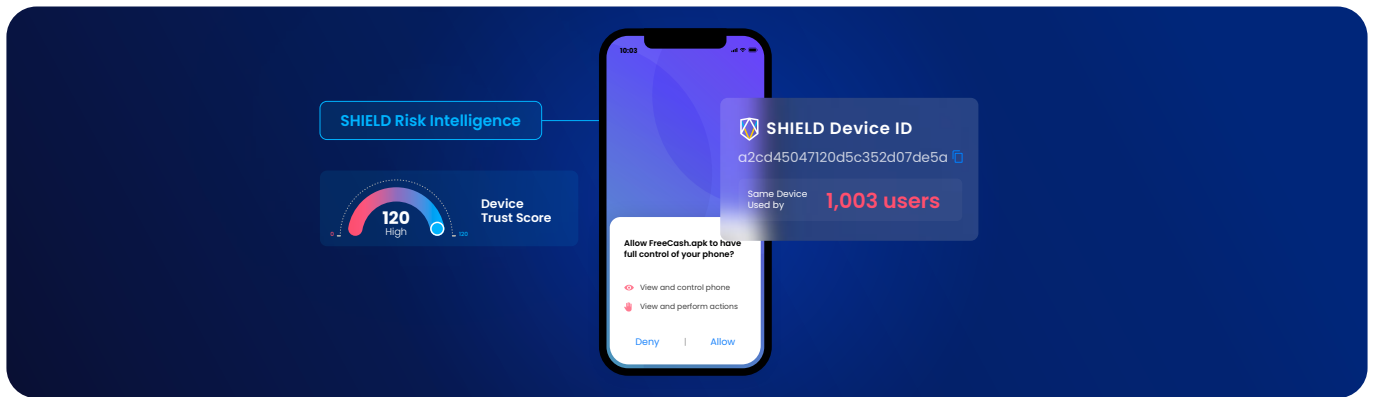 10:03
SHIELD Risk Intelligence
120
High
0
120
Device
Trust Score
SHIELD Device ID
a2cd45047120d5c352d07de5a
Same Device
Used by
1,003 users
Allow FreeCash.apk to have
full control of your phone?
View and control phone
View and perform actions
Deny | Allow